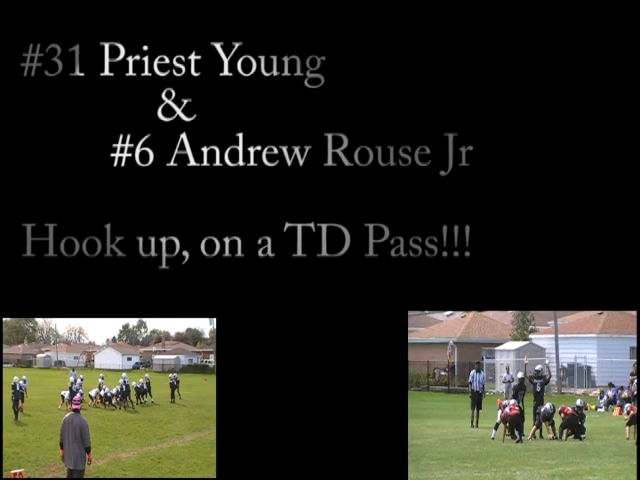 #31 Priest Young
&
#6 Andrew Rouse Jr
Hook up, on a TD Pass!!!